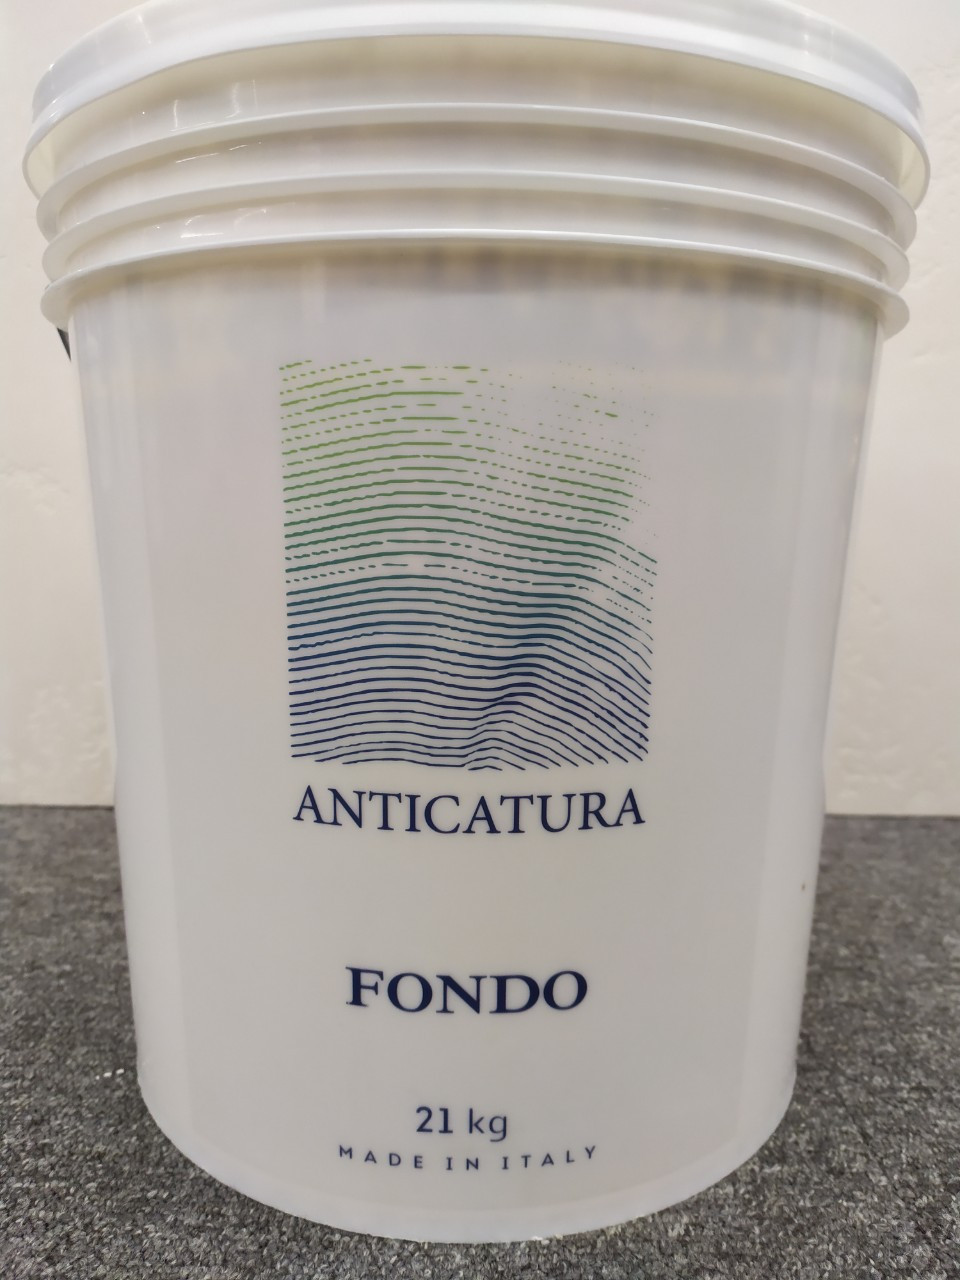 ANTICATURA
FONDO
21 kg
MADE IN ITALY